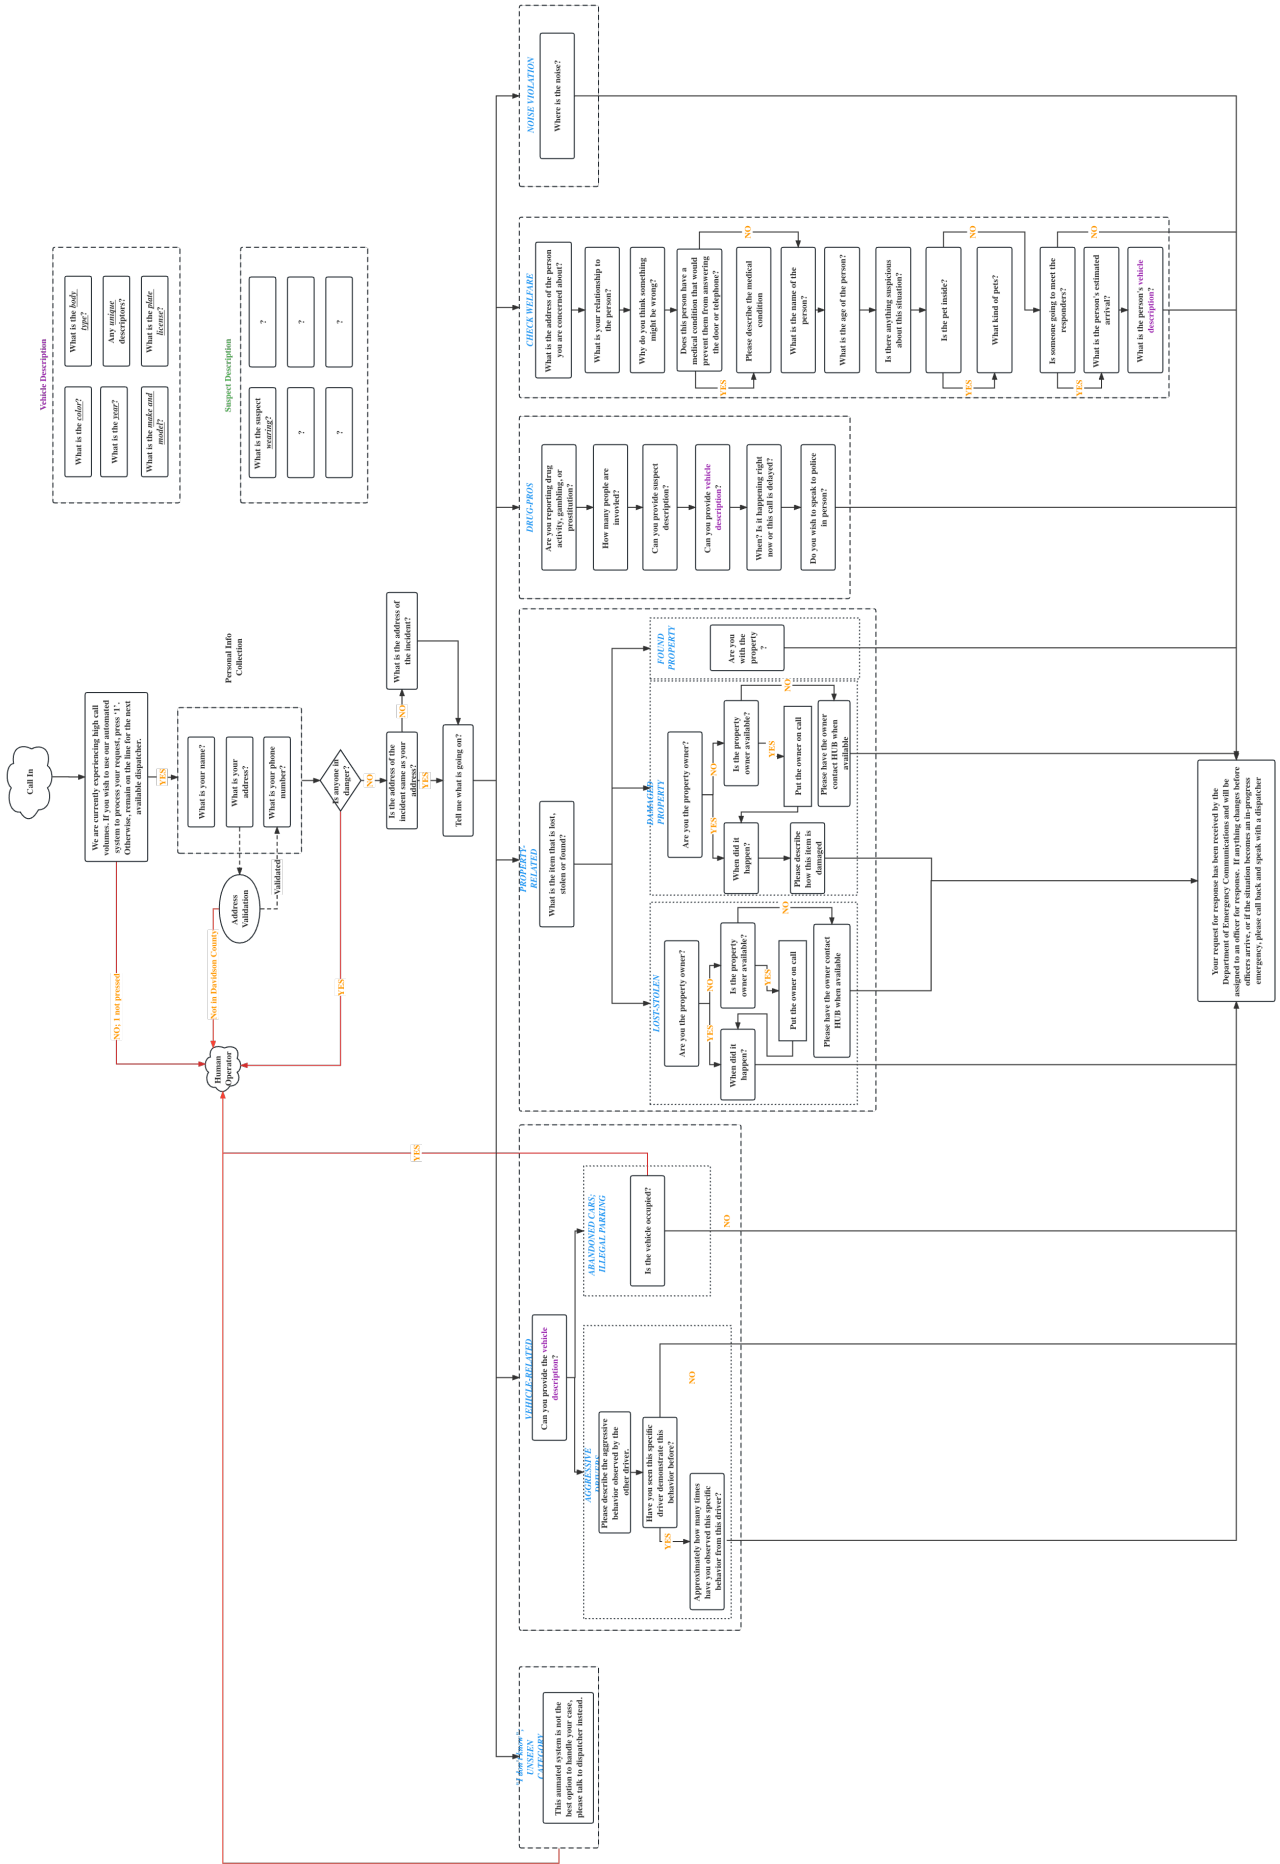 Call In
We are currently experiencing high call
volumes. If you wish to use our automated
system to process your request, press ‘1’.
Otherwise, remain on the line for the next
available dispatcher.
YES
NO; 1 not pressed
Personal Info
Collection
What is your name?
What is your
address?
What is your phone
number?
Address
Validation
Validated
Not in Davidson County
Human
Operator
Is anyone in
danger?
YES
NO
Is the address of the
incident same as your
address?
NO
What is the address of
the incident?
YES
Tell me what is going on?
Vehicle Description
What is the color?
What is the year?
What is the make and
model?
What is the body
type?
Any unique
descriptors?
What is the plate
license?
Suspect Description
What is the suspect
wearing?
?
?
?
?
?
"I don't know",
UNSEEN
CATEGORY
This aumated system is not the
best option to handle your case,
please talk to dispatcher instead.
VEHICLE-RELATED
Can you provide the vehicle
description?
AGGRESSIVE
DRIVERS
Please describe the aggressive
behavior observed by the
other driver.
Have you seen this specific
driver demonstrate this
behavior before?
YES
NO
Approximately how many times
have you observed this specific
behavior from this driver?
ABANDONED CARS;
ILLEGAL PARKING
Is the vehicle occupied?
YES
NO
PROPERTY-
RELATED
What is the item that is lost,
stolen or found?
LOST-STOLEN
Are you the property owner?
YES
NO
When did it
happen?
Is the property
owner available?
YES
NO
Put the owner on call
Please have the owner contact
HUB when available
DAMAGED
PROPERTY
Are you the property owner?
YES
NO
When did it
happen?
Is the property
owner available?
YES
NO
Put the owner on call
Please describe
how this item is
damaged
Please have the owner
contact HUB when
available
FOUND
PROPERTY
Are you
with the
property
?
DRUG-PROS
Are you reporting drug
activity, gambling, or
prostitution?
How many people are
invovled?
Can you provide suspect
description?
Can you provide vehicle
description?
When? Is it happening right
now or this call is delayed?
Do you wish to speak to police
in person?
CHECK WELFARE
What is the address of the person
you are concerned about?
What is your relationship to
the person?
Why do you think something
might be wrong?
Does this person have a
medical condition that would
prevent them from answering
the door or telephone?
YES
NO
Please describe the medical
condition
What is the name of the
person?
What is the age of the person?
Is there anything suspicious
about this situation?
Is the pet inside?
YES
NO
What kind of pets?
Is someone going to meet the
responders?
YES
NO
What is the person's estimated
arrival?
What is the person's vehicle
description?
NOISE VIOLATION
Where is the noise?
Your request for response has been received by the
Department of Emergency Communications and will be
assigned to an officer for response. If anything changes before
officers arrive, or if the situation becomes an in-progress
emergency, please call back and speak with a dispatcher